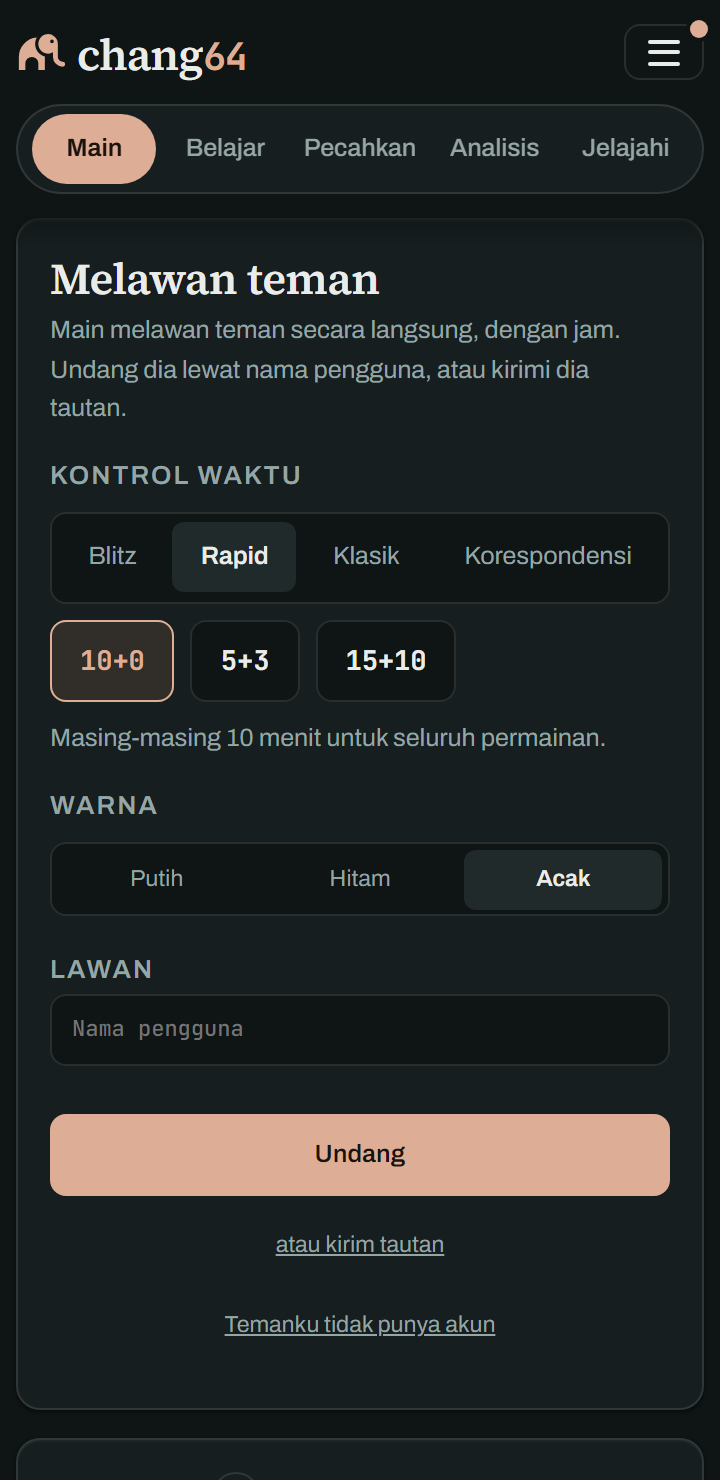 chang64
Main Belajar Pecahkan Analisis Jelajahi
Melawan teman
Main melawan teman secara langsung, dengan jam.
Undang dia lewat nama pengguna, atau kirimi dia
tautan.
KONTROL WAKTU
Blitz Rapid Klasik Korespondensi
10+0 5+3 15+10
Masing-masing 10 menit untuk seluruh permainan.
WARNA
Putih Hitam Acak
LAWAN
Nama pengguna
Undang
atau kirim tautan
Temanku tidak punya akun